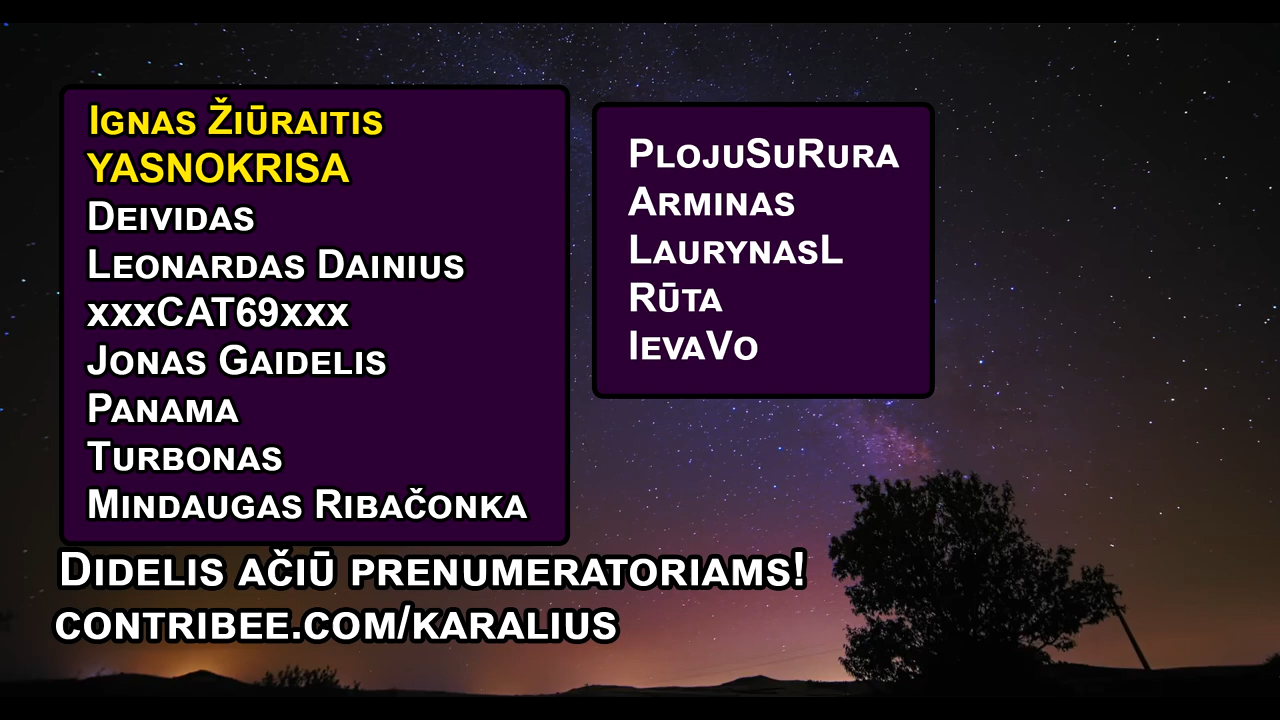 Ignas Žiūraitis
YASNOKRISA
Deividas
Leonardas Dainius
xxxCAT69xxx
Jonas Gaidelis
Panama
Turbonas
Mindaugas Ribačonka
PlojuSuRura
Arminas
LaurynasL
Rūta
IevaVo
Didelis ačiū prenumeratoriams!
contribee.com/karalius